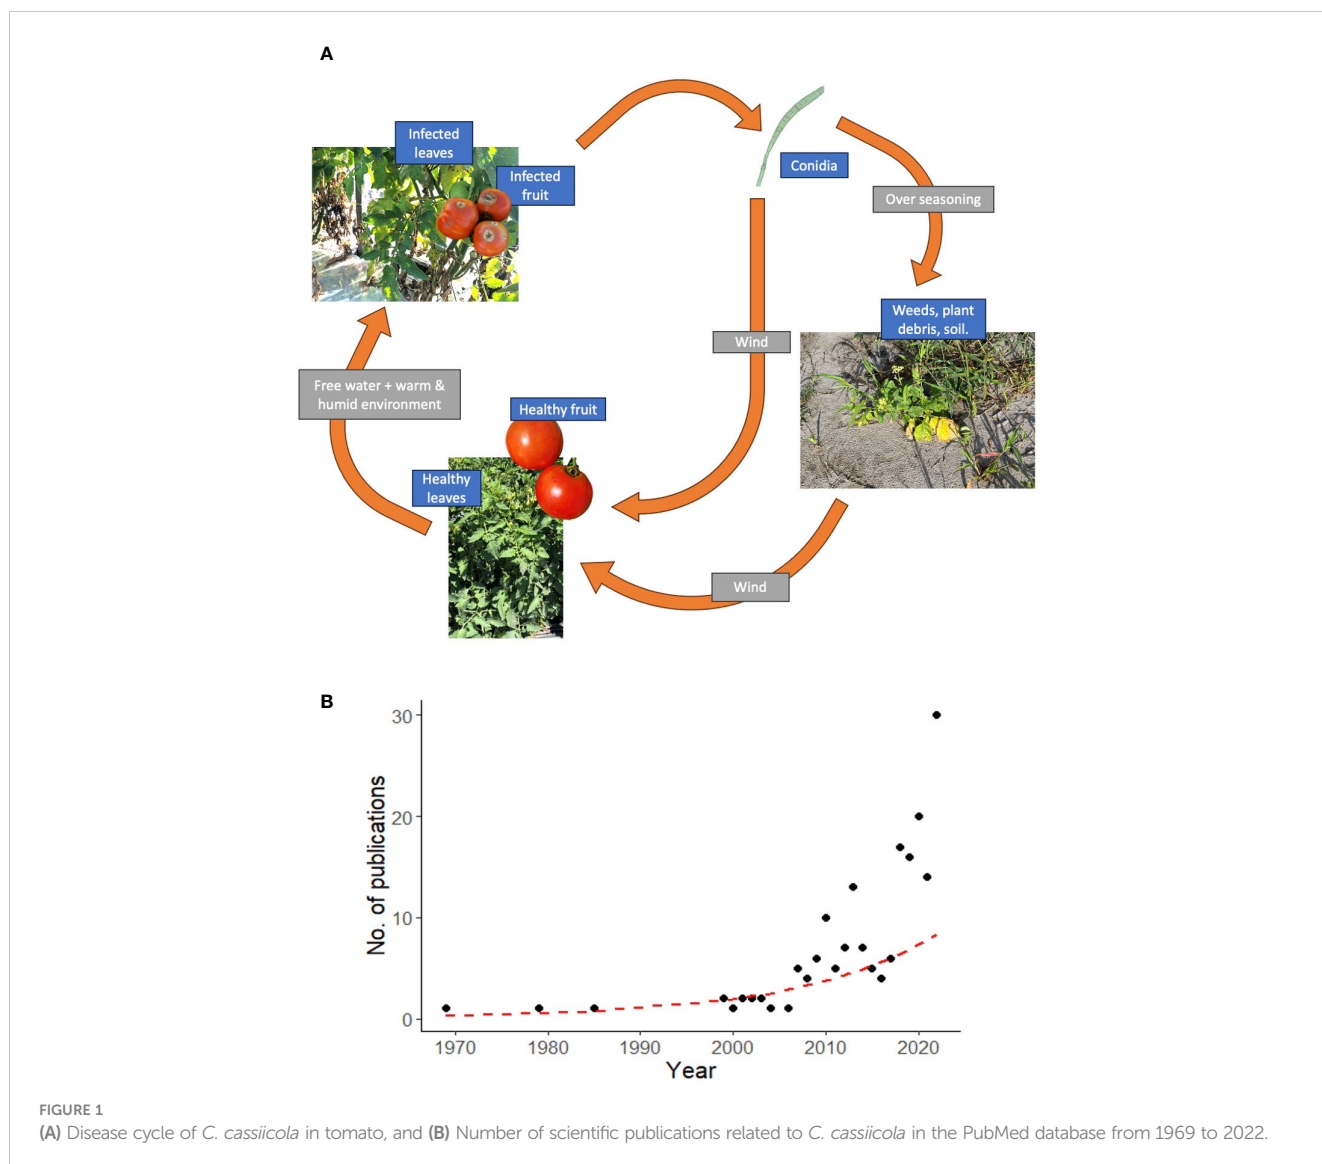 A
Infected
leaves
Infected
fruit
Conidia
Over seasoning
Weeds, plant
debris, soil.
Wind
Free water + warm &
humid environment
Healthy fruit
Healthy
leaves
Wind
B
30
20
10
0
No. of publications
1970 1980 1990 2000 2010 2020
Year
FIGURE 1
(A) Disease cycle of C. cassiicola in tomato, and (B) Number of scientific publications related to C. cassiicola in the PubMed database from 1969 to 2022.